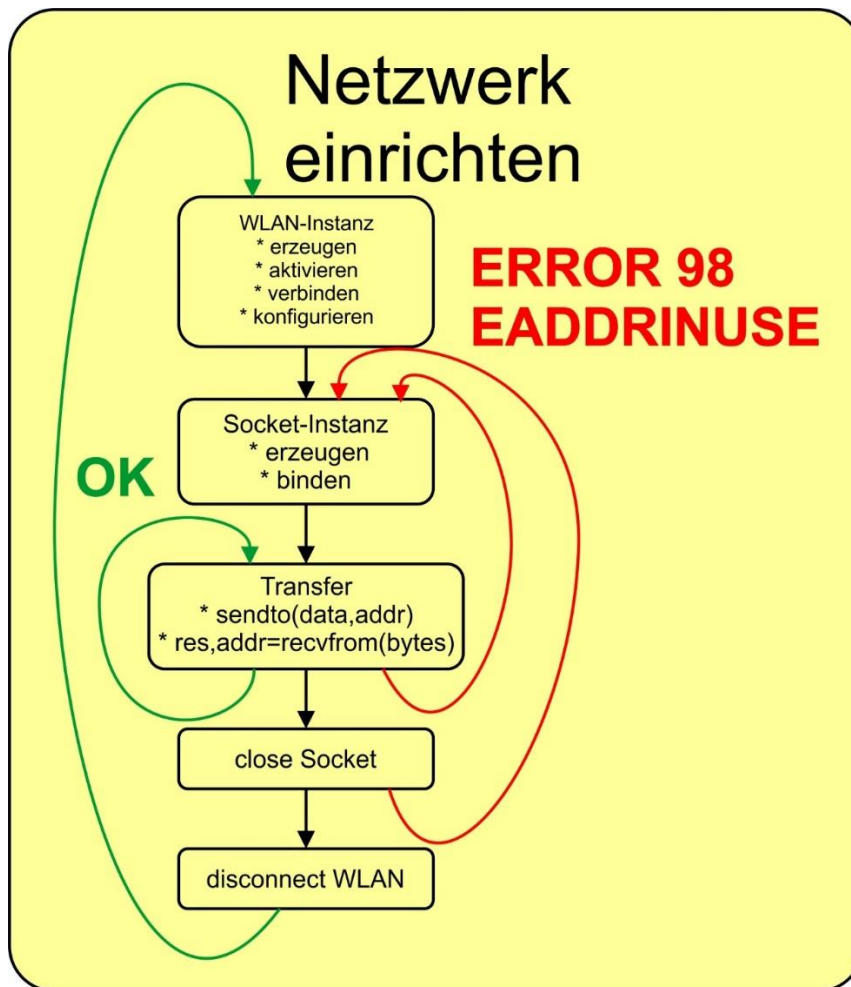 Netzwerk
einrichten
WLAN-Instanz
* erzeugen
* aktivieren
* verbinden
* konfigurieren
ERROR 98
EADDRINUSE
Socket-Instanz
* erzeugen
* binden
OK
Transfer
* sendto(data,addr)
* res,addr=recvfrom(bytes)
close Socket
disconnect WLAN